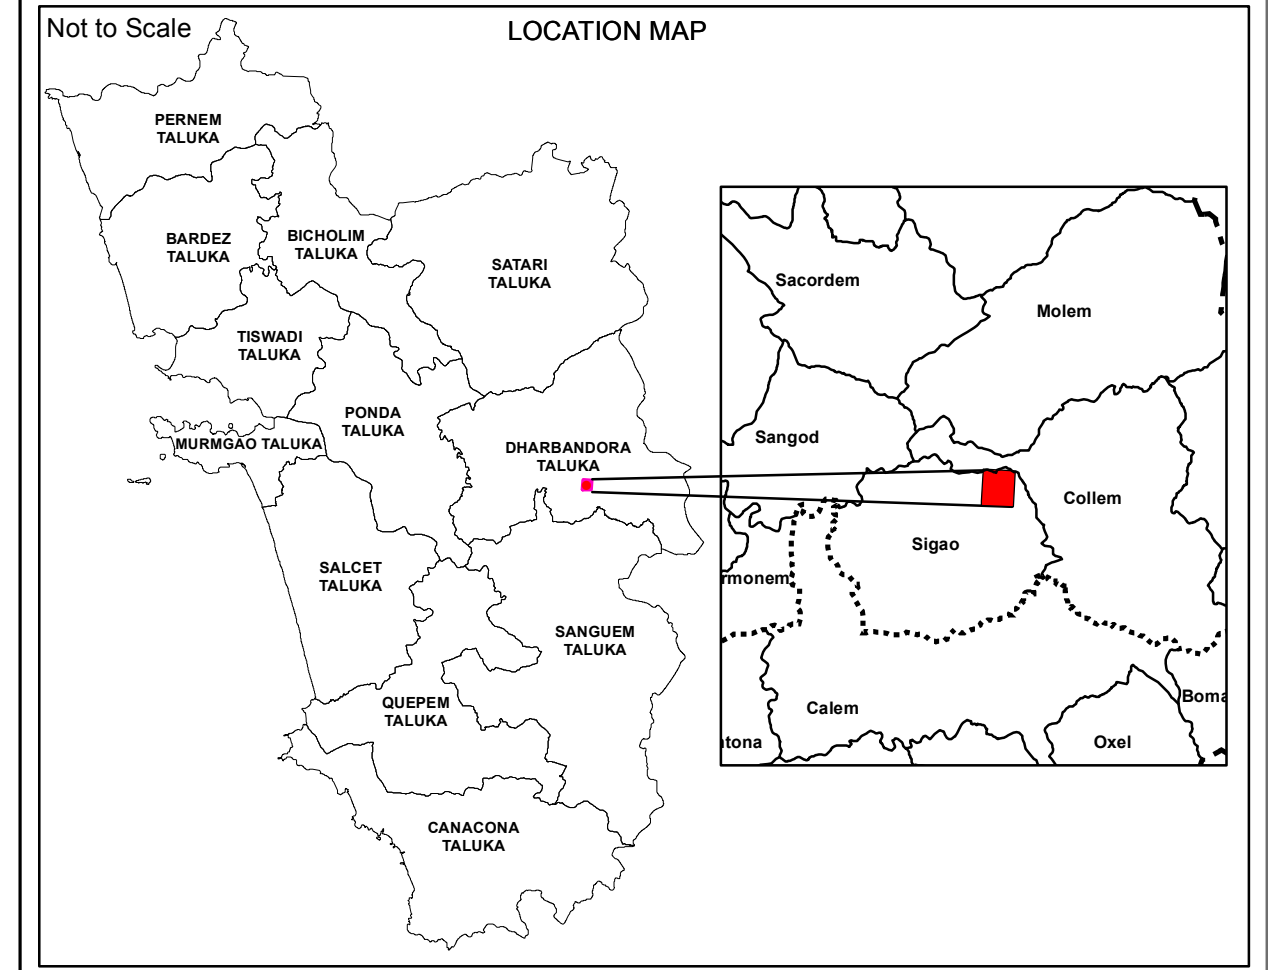 Not to Scale
LOCATION MAP
PERNEM
TALUKA
BARDEZ
TALUKA
BICHOLIM
TALUKA
SATARI
TALUKA
TISWADI
TALUKA
PONDA
TALUKA
MURMGAO TALUKA
DHARBANDORA
TALUKA
SALCET
TALUKA
SANGUEM
TALUKA
QUEPEM
TALUKA
CANACONA
TALUKA
Sacordem
Molem
Sangod
Collem
Sigao
rmonem
Calem
Boma
ntona
Oxel